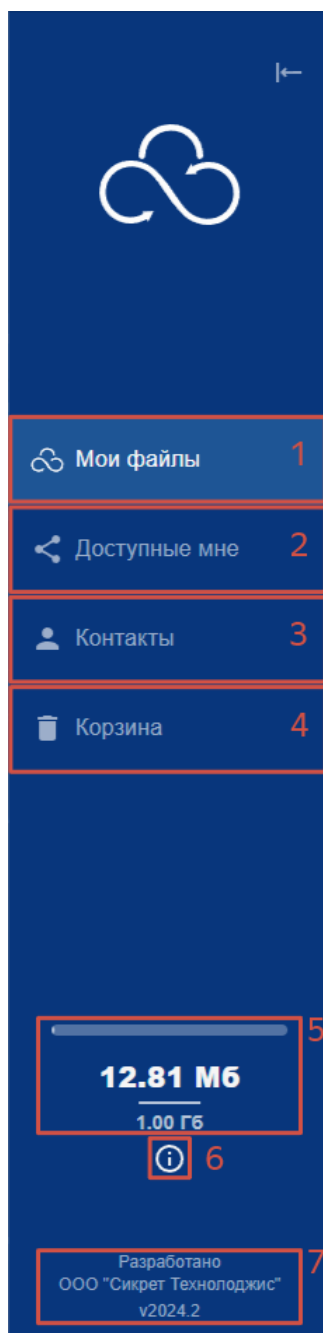 Мои файлы 1
Доступные мне 2
Контакты 3
Корзина 4
5
12.81 Мб
1.00 Гб
6
7
Разработано
ООО "Сикрет Технолоджис"
v2024.2